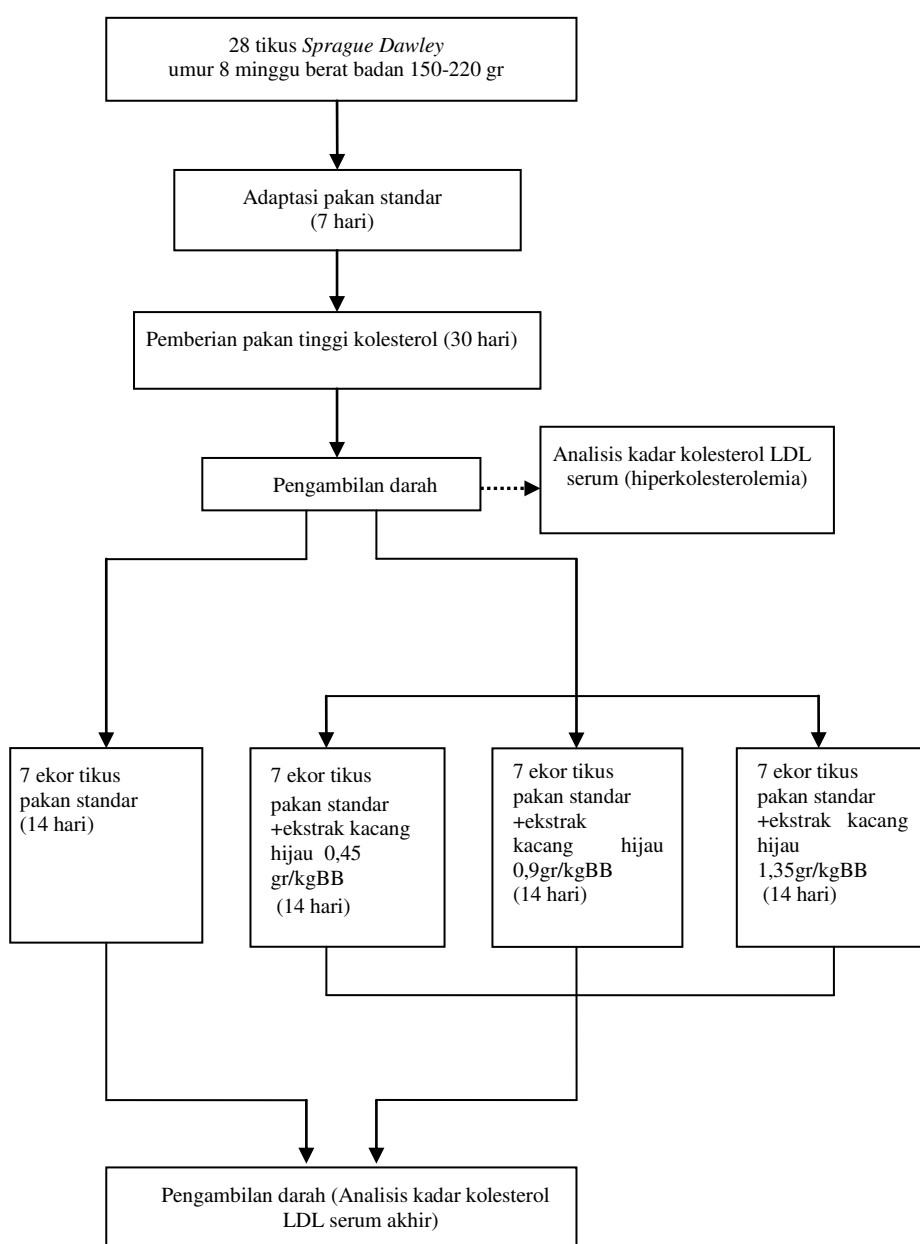 28 tikus Sprague Dawley
umur 8 minggu berat badan 150-220 gr
Adaptasi pakan standar
(7 hari)
Pemberian pakan tinggi kolesterol (30 hari)
Pengambilan darah
Analisis kadar kolesterol LDL
serum (hiperkolesterolemia)
7 ekor tikus
pakan standar
(14 hari)
7 ekor tikus
pakan standar
+ekstrak kacang
hijau 0,45
gr/kgBB
(14 hari)
7 ekor tikus
pakan standar
+ekstrak
kacang hijau
0,9gr/kgBB
(14 hari)
7 ekor tikus
pakan standar
+ekstrak kacang
hijau
1,35gr/kgBB
(14 hari)
Pengambilan darah (Analisis kadar kolesterol
LDL serum akhir)